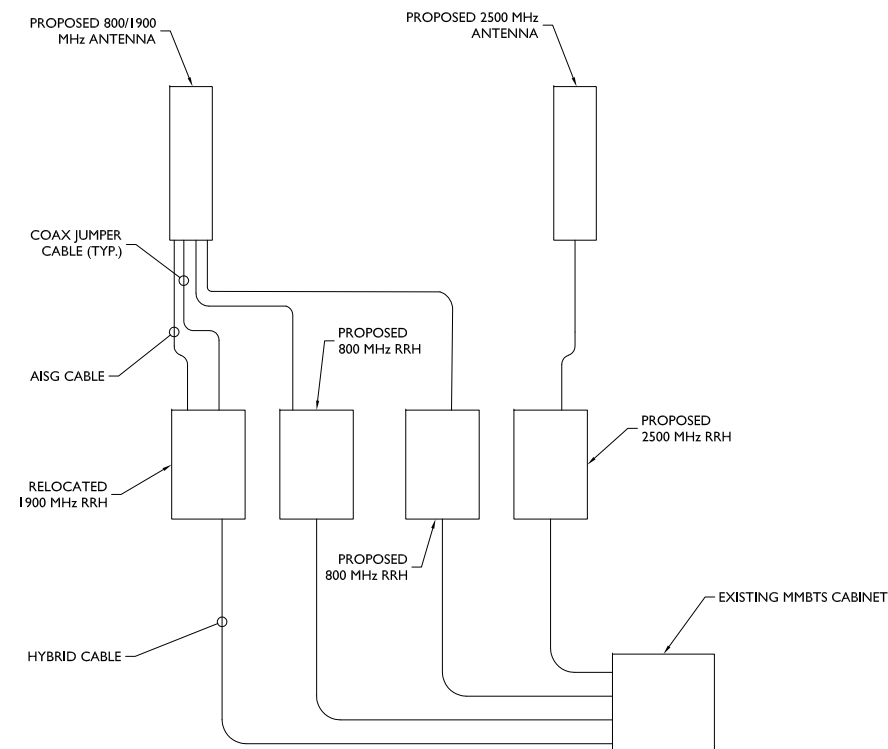 PROPOSED 800/1900
MHz ANTENNA
PROPOSED 2500 MHz
ANTENNA
COAX JUMPER
CABLE (TYP.)
PROPOSED
800 MHz RRH
AISG CABLE
PROPOSED
2500 MHz RRH
RELOCATED
1900 MHz RRH
PROPOSED
800 MHz RRH
EXISTING MMBTS CABINET
HYBRID CABLE